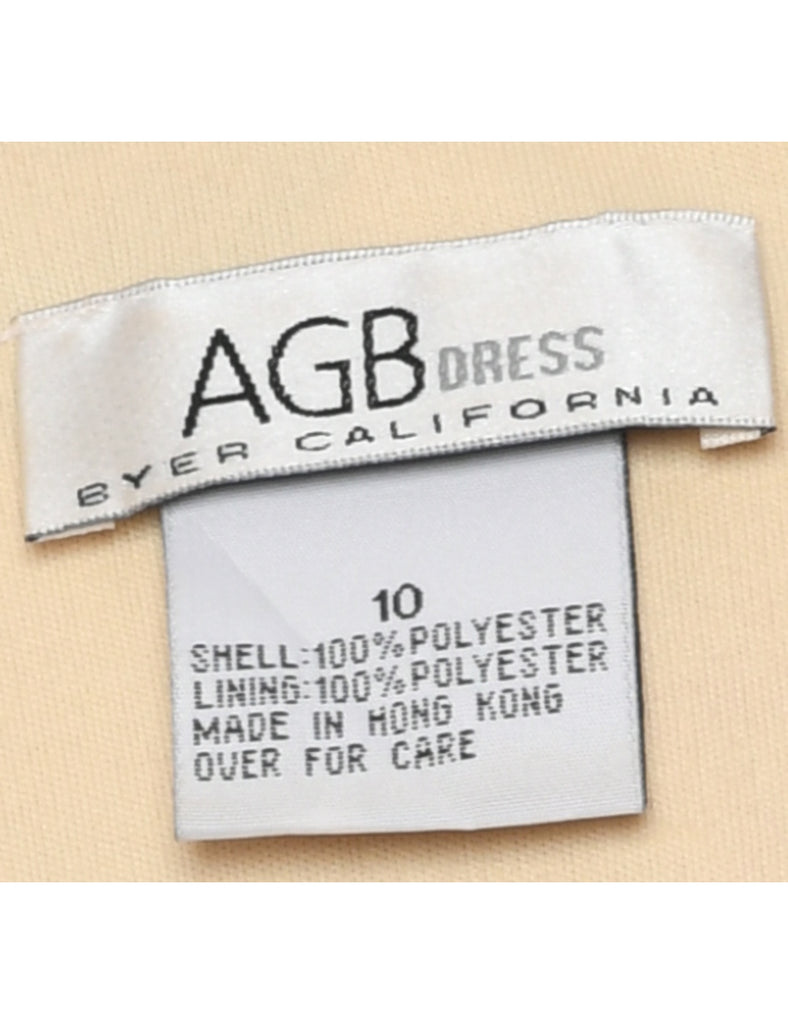 AGB DRESS
BYER CALIFORNIA
10
SHELL:100%POLYESTER
LINING:100%POLYESTER
MADE IN HONG KONG
OVER FOR CARE